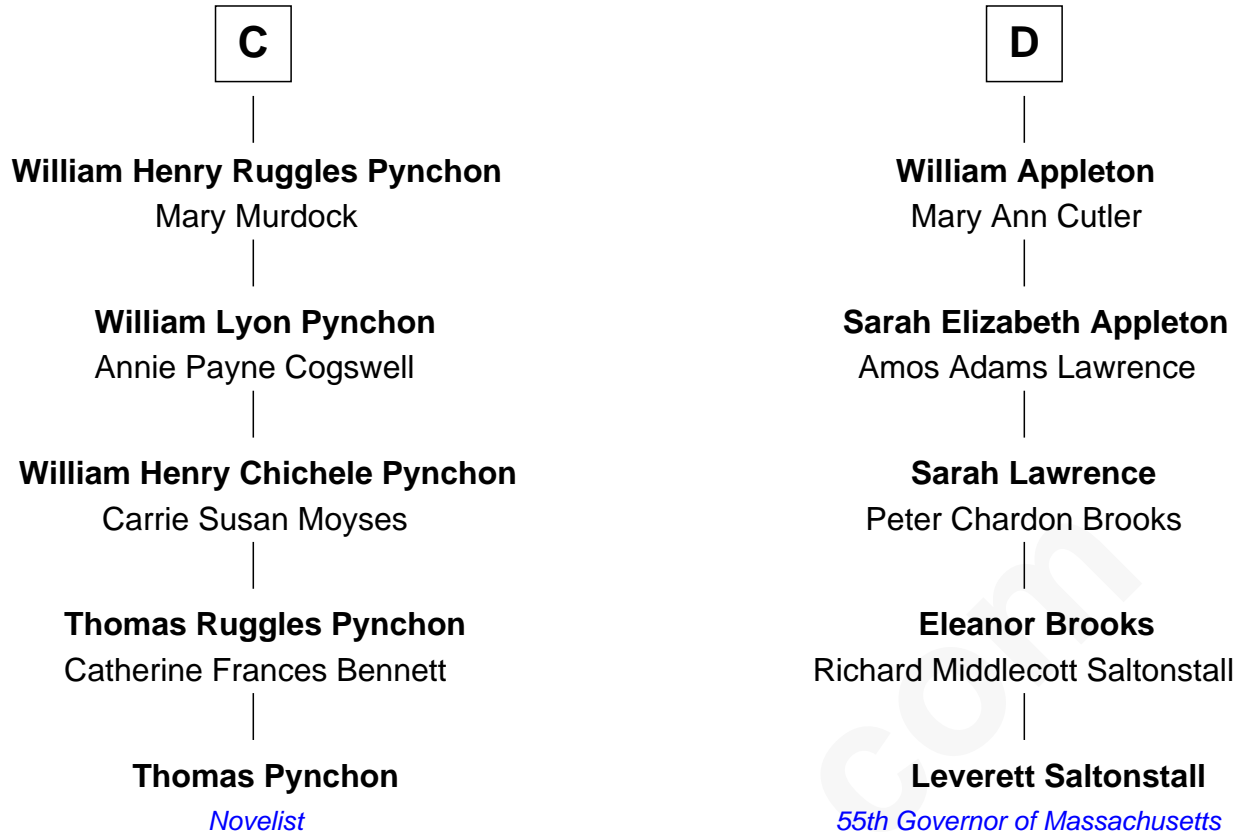 C
William Henry Ruggles Pynchon
Mary Murdock
William Lyon Pynchon
Annie Payne Cogswell
William Henry Chichele Pynchon
Carrie Susan Moyses
Thomas Ruggles Pynchon
Catherine Frances Bennett
Thomas Pynchon
Novelist
D
William Appleton
Mary Ann Cutler
Sarah Elizabeth Appleton
Amos Adams Lawrence
Sarah Lawrence
Peter Chardon Brooks
Eleanor Brooks
Richard Middlecott Saltonstall
Leverett Saltonstall
55th Governor of Massachusetts
com